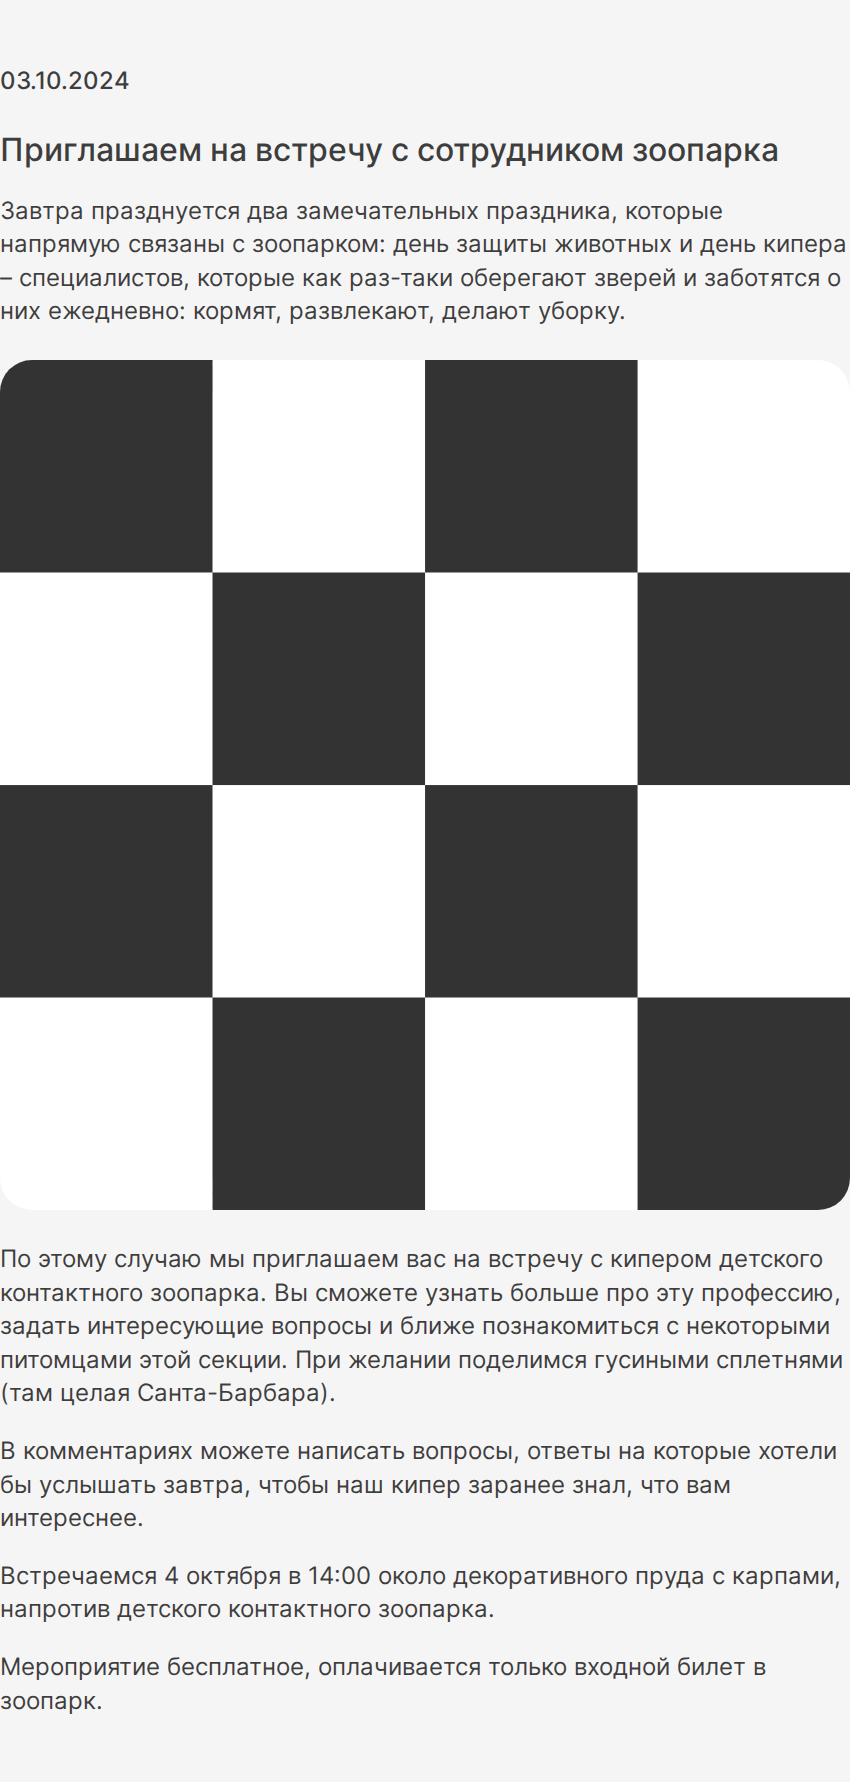 03.10.2024
Приглашаем на встречу с сотрудником зоопарка
Завтра празднуется два замечательных праздника, которые
напрямую связаны с зоопарком: день защиты животных и день кипера
– специалистов, которые как раз-таки оберегают зверей и заботятся о
них ежедневно: кормят, развлекают, делают уборку.
По этому случаю мы приглашаем вас на встречу с кипером детского
контактного зоопарка. Вы сможете узнать больше про эту профессию,
задать интересующие вопросы и ближе познакомиться с некоторыми
питомцами этой секции. При желании поделимся гусиными сплетнями
(там целая Санта-Барбара).
В комментариях можете написать вопросы, ответы на которые хотели
бы услышать завтра, чтобы наш кипер заранее знал, что вам
интереснее.
Встречаемся 4 октября в 14:00 около декоративного пруда с карпами,
напротив детского контактного зоопарка.
Мероприятие бесплатное, оплачивается только входной билет в
зоопарк.